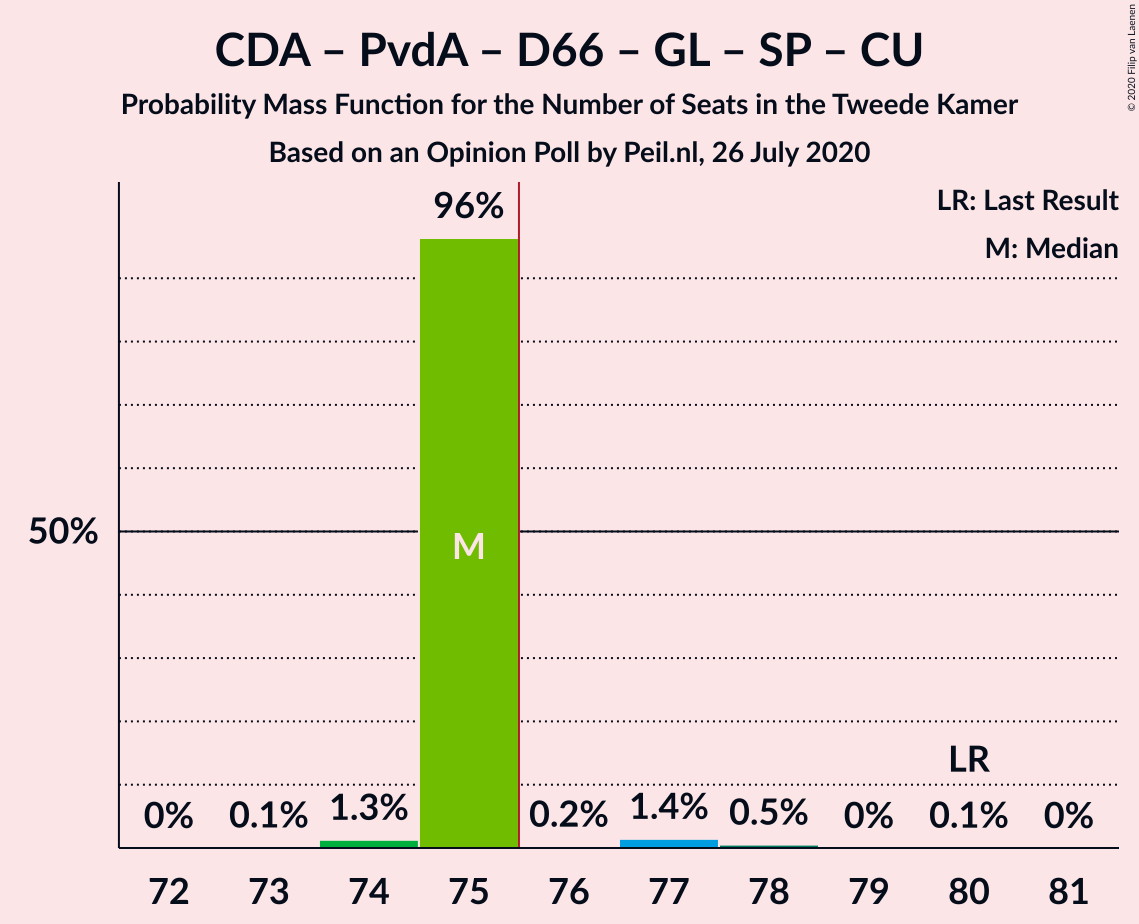 CDA – PvdA – D66 – GL – SP – CU
Probability Mass Function for the Number of Seats in the Tweede Kamer
Based on an Opinion Poll by Peil.nl, 26 July 2020
© 2020 Filip van Laenen
LR: Last Result
M: Median
96%
50%
M
LR
0% 0.1% 1.3% 0.2% 1.4% 0.5% 0% 0.1% 0%
72 73 74 75 76 77 78 79 80 81